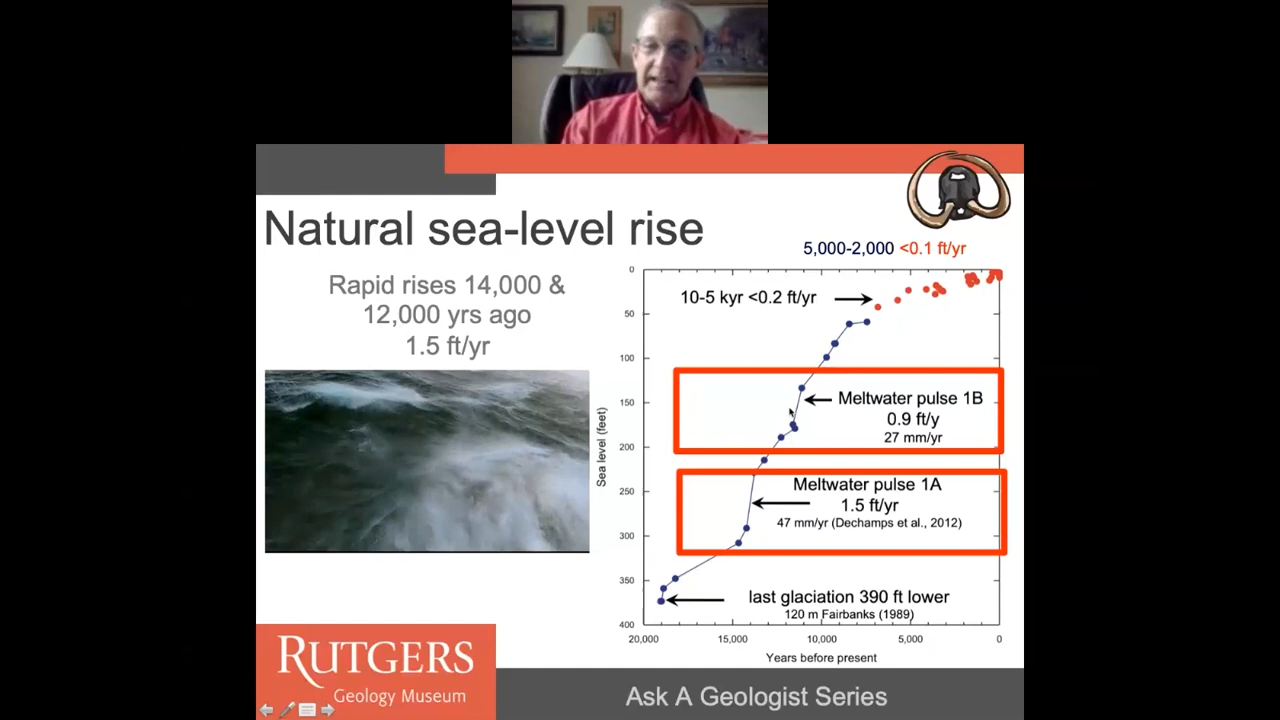 Natural sea-level rise
Rapid rises 14,000 &
12,000 yrs ago
1.5 ft/yr
5,000-2,000 <0.1 ft/yr
10-5 kyr <0.2 ft/yr
Meltwater pulse 1B
0.9 ft/y
27 mm/yr
Meltwater pulse 1A
1.5 ft/yr
47 mm/yr (Dechamps et al., 2012)
last glaciation 390 ft lower
120 m Fairbanks (1989)
Sea level (feet)
0
50
100
150
200
250
300
350
400
20,000 15,000 10,000 5,000 0
Years before present
RUTGERS
Geology Museum
Ask A Geologist Series